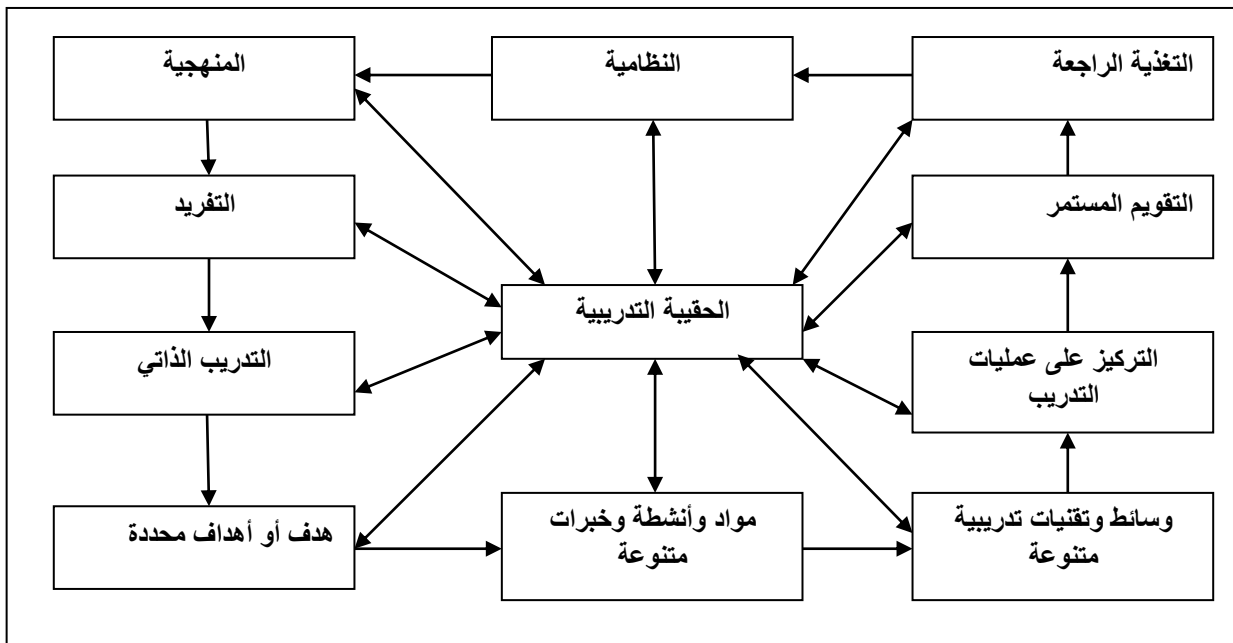 التغذية الراجعة
النظامية
المنهجية
التقويم المستمر
التفريد
الحقيبة التدريبية
التركيز على عمليات
التدريب
التدريب الذاتي
وسائط وتقنيات تدريبية
متنوعة
مواد وأنشطة وخبرات
متنوعة
هدف أو أهداف محددة